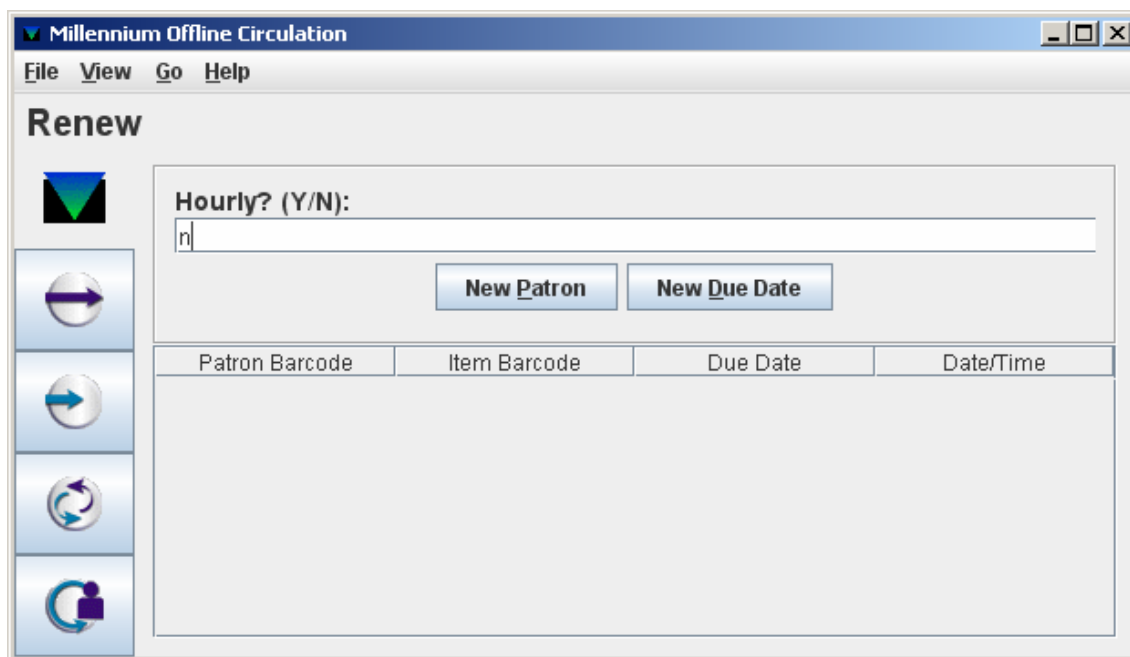 Millennium Offline Circulation
File View Go Help
Renew
Hourly? (Y/N):
n
New Patron New Due Date
Patron Barcode Item Barcode Due Date Date/Time